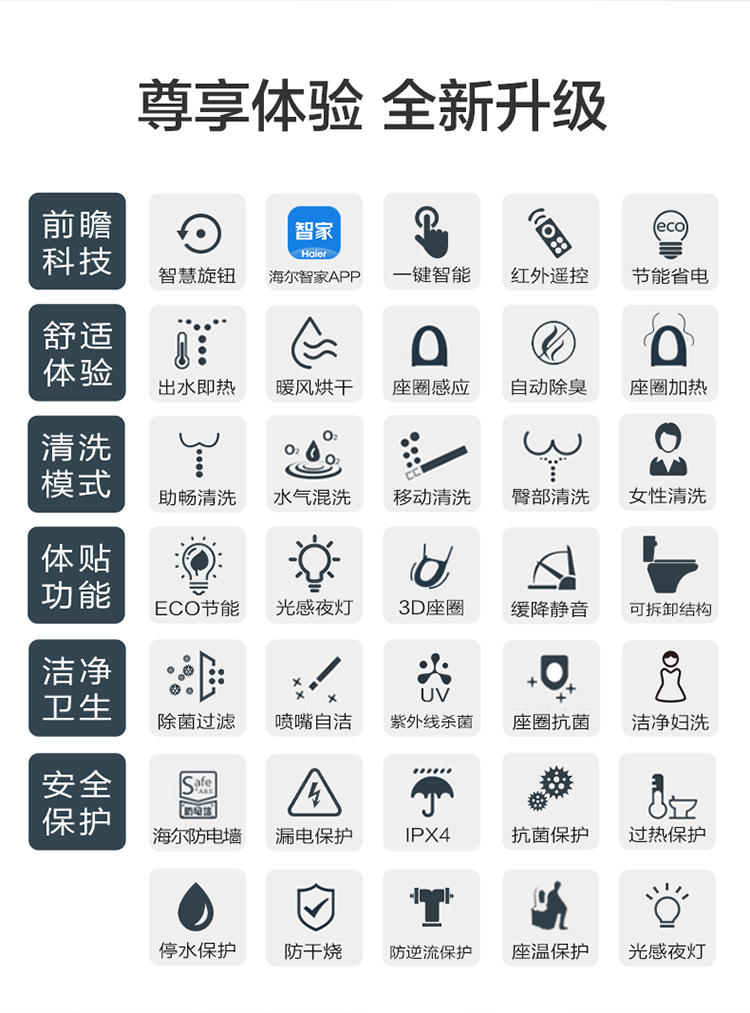 尊享体验 全新升级
前瞻
科技
智慧旋钮
智家
Haier
海尔智家APP
一键智能
红外遥控
eco
节能省电
舒适
体验
出水即热
暖风烘干
座圈感应
自动除臭
座圈加热
清洗
模式
助畅清洗
O₂
O₂
O₂
水气混洗
移动清洗
臀部清洗
女性清洗
体贴
功能
ECO节能
光感夜灯
3D座圈
缓降静音
可拆卸结构
洁净
卫生
除菌过滤
喷嘴自洁
UV
紫外线杀菌
座圈抗菌
洁净妇洗
安全
保护
Safe
CARE
防电墙
海尔防电墙
漏电保护
IPX4
抗菌保护
过热保护
停水保护
防干烧
防逆流保护
座温保护
光感夜灯